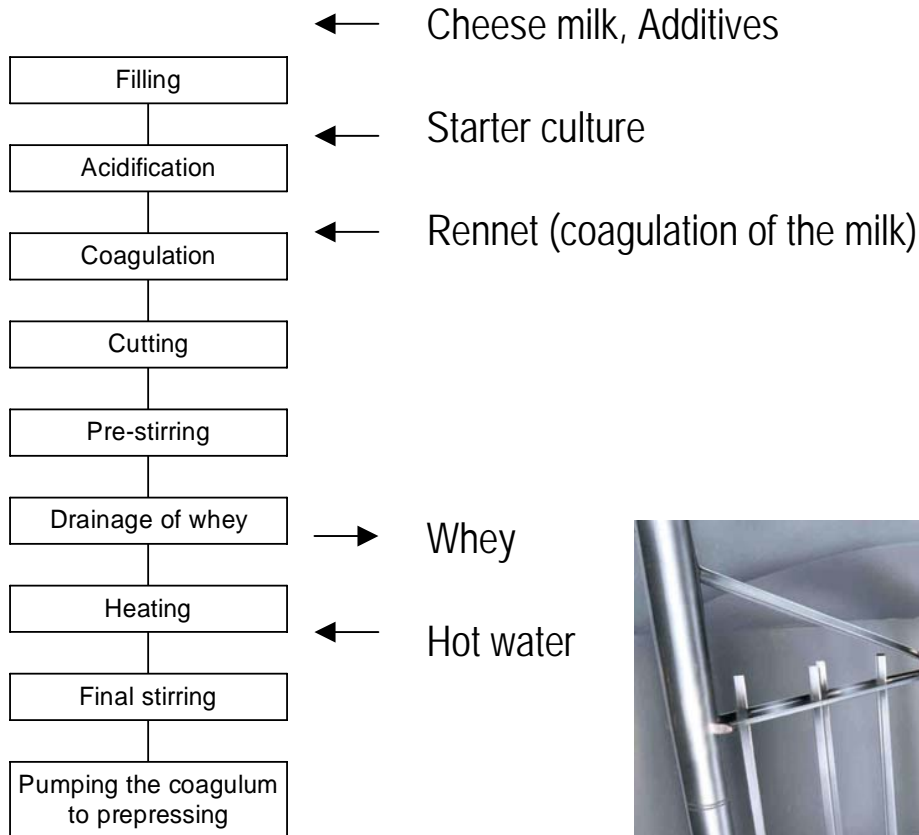 Cheese milk, Additives
Filling
Starter culture
Acidification
Rennet (coagulation of the milk)
Coagulation
Cutting
Pre-stirring
Drainage of whey
Whey
Heating
Hot water
Final stirring
Pumping the coagulum
to prepressing